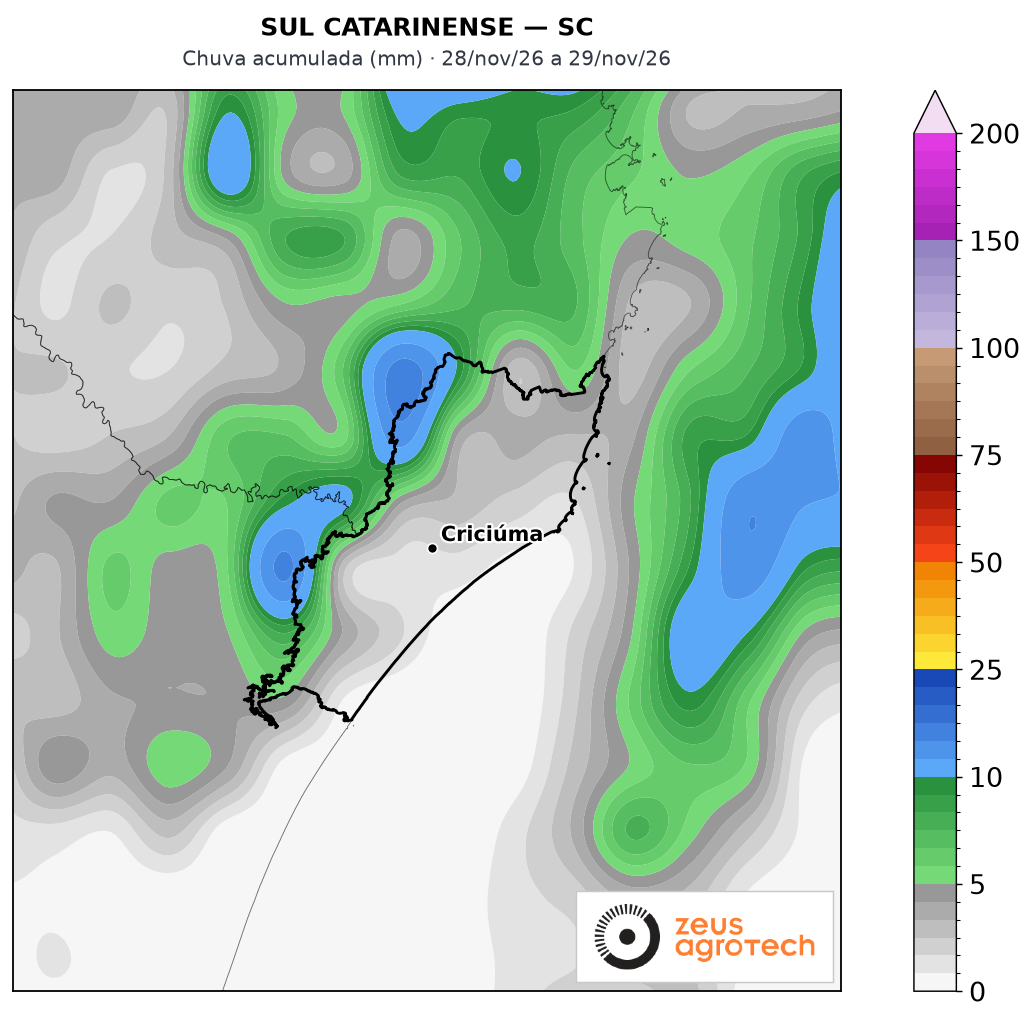 SUL CATARINENSE — SC
Chuva acumulada (mm) · 28/nov/26 a 29/nov/26
200
150
100
75
50
25
10
5
0
Criciúma
zeus
agrotech